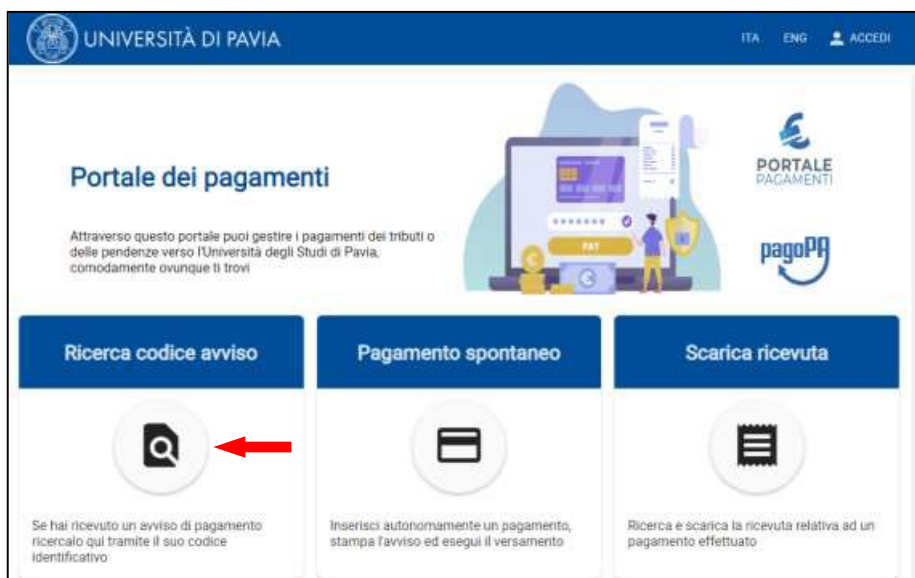 UNIVERSITÀ DI PAVIA
ITA ENG ACCEDI
Portale dei pagamenti
Attraverso questo portale puoi gestire i pagamenti dei tributi o
delle pendenze verso l'Università degli Studi di Pavia,
comodamente ovunque ti trovi
PAY
PORTALE
PAGAMENTI
pagoPA
Ricerca codice avviso
Pagamento spontaneo
Scarica ricevuta
Se hai ricevuto un avviso di pagamento
ricercalo qui tramite il suo codice
identificativo
Inserisci autonomamente un pagamento,
stampa l'avviso ed esegui il versamento
Ricerca e scarica la ricevuta relativa ad un
pagamento effettuato